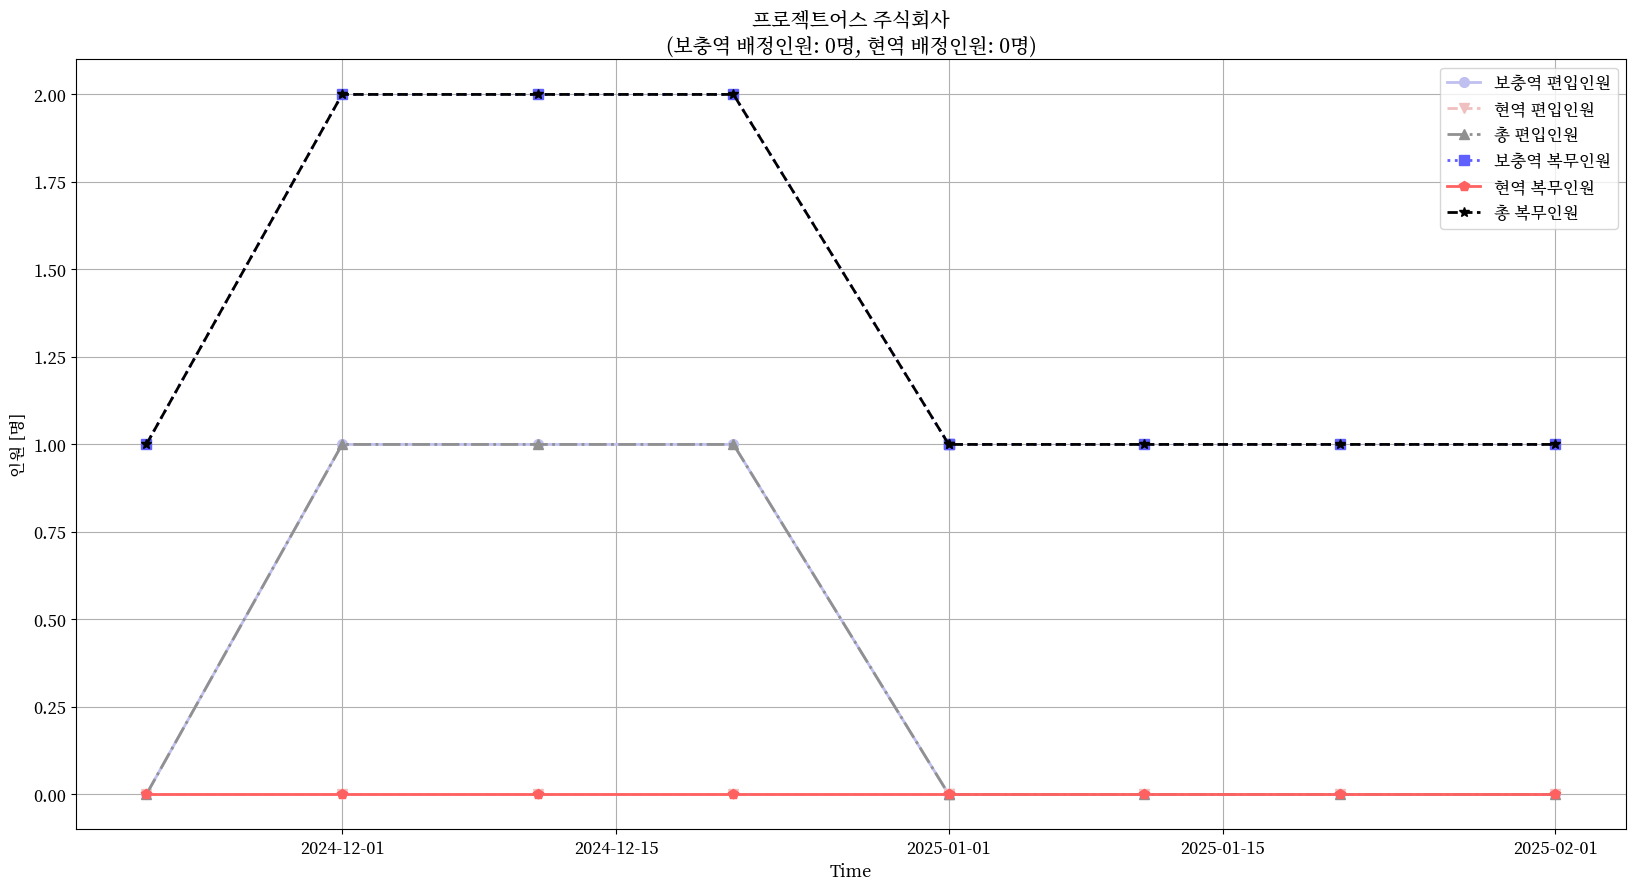 프로젝트어스 주식회사
(보충역 배정인원: 0명, 현역 배정인원: 0명)
보충역 편입인원
현역 편입인원
총 편입인원
보충역 복무인원
현역 복무인원
총 복무인원
인원 [명]
2.00
1.75
1.50
1.25
1.00
0.75
0.50
0.25
0.00
2024-12-01
2024-12-15
2025-01-01
2025-01-15
2025-02-01
Time